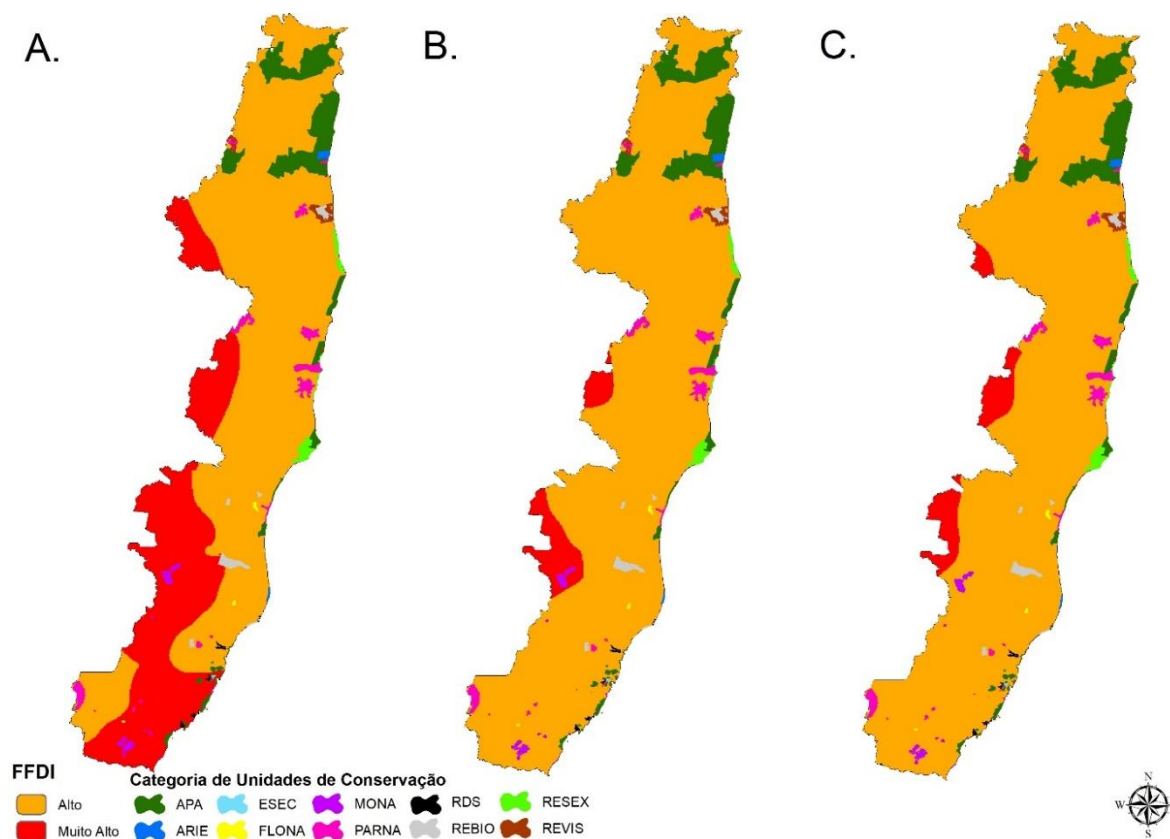 A.
B.
C.
FFDI
Alto
Muito Alto
Categoria de Unidades de Conservação
APA ESEC MONA RDS RESEX
ARIE FLONA PARNA REBIO REVIS
N
W E
S